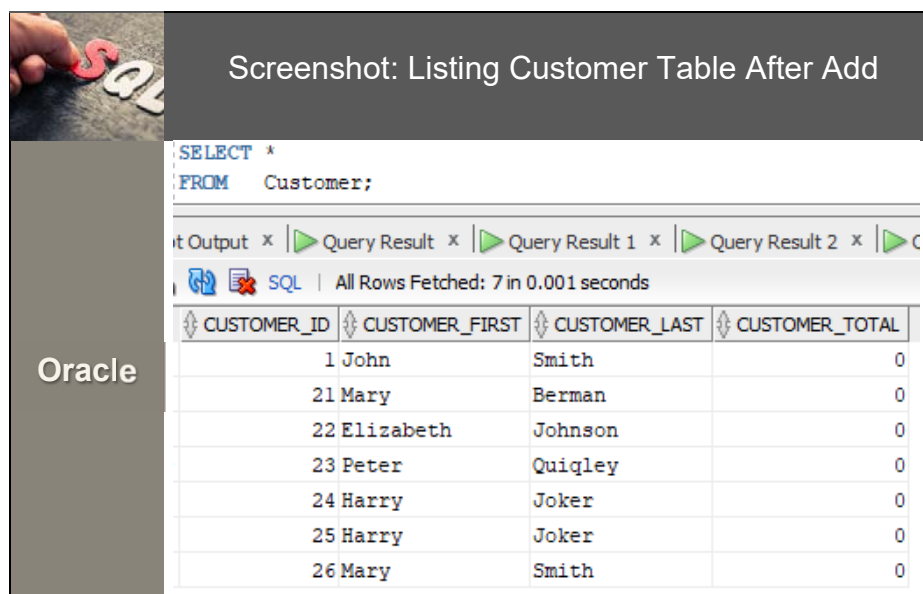 SQL
Screenshot: Listing Customer Table After Add
SELECT *
FROM Customer;
t Output x Query Result x Query Result 1 x Query Result 2 x
SQL | All Rows Fetched: 7 in 0.001 seconds
CUSTOMER_ID CUSTOMER_FIRST CUSTOMER_LAST CUSTOMER_TOTAL
1 John Smith 0
21 Mary Berman 0
22 Elizabeth Johnson 0
23 Peter Quiqley 0
24 Harry Joker 0
25 Harry Joker 0
26 Mary Smith 0
Oracle